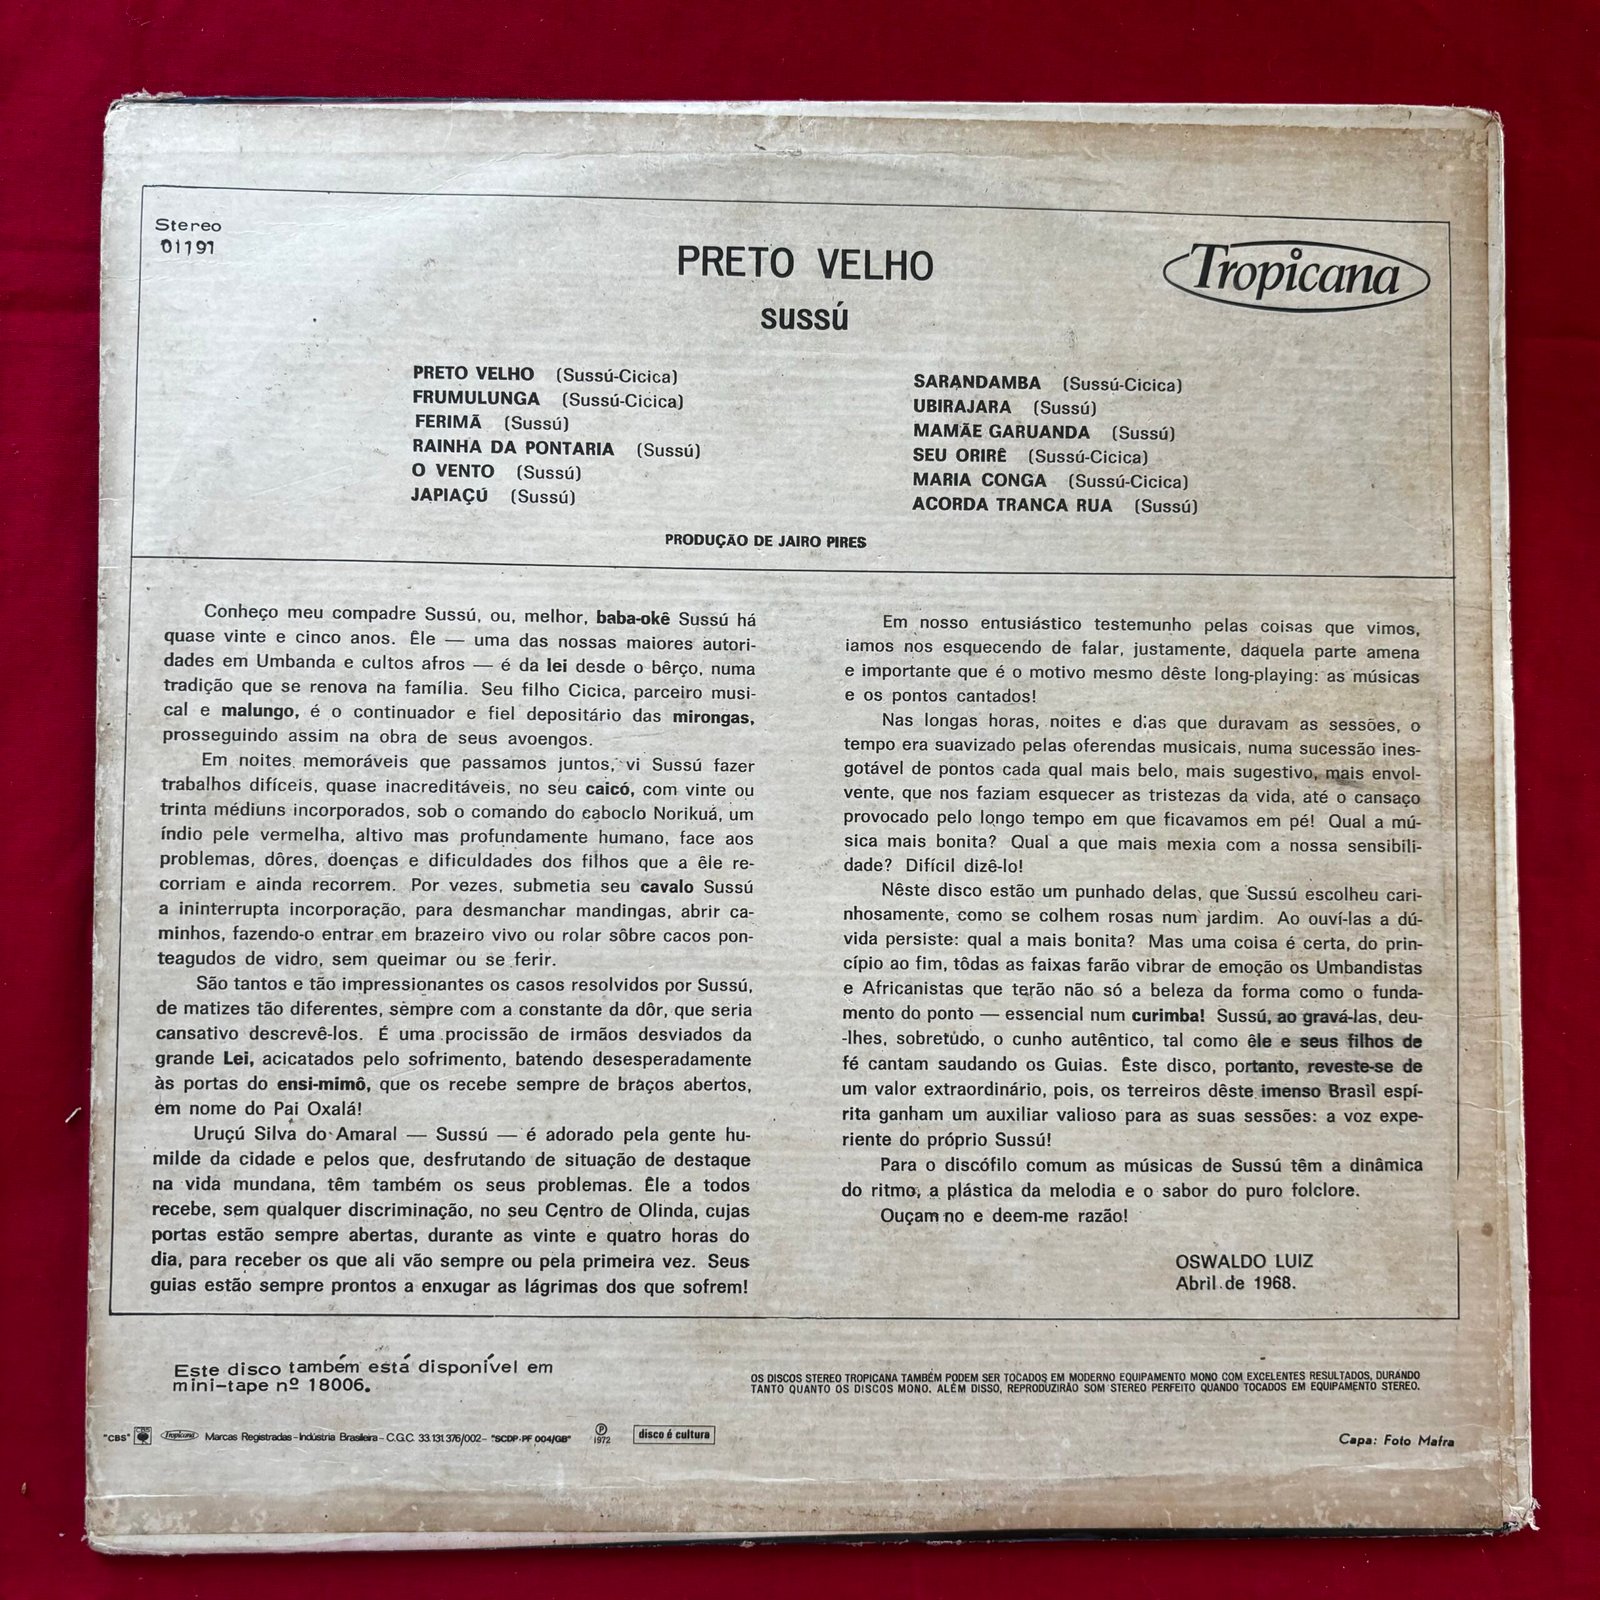 Stereo
01191
PRETO VELHO
sussú
Tropicana
PRETO VELHO (Sussú-Cicica)
FRUMULUNGA (Sussú-Cicica)
FERIMÃ (Sussú)
RAINHA DA PONTARIA (Sussú)
O VENTO (Sussú)
JAPIAÇÚ (Sussú)
SARANDAMBA (Sussú-Cicica)
UBIRAJARA (Sussú)
MAMÃE GARUANDA (Sussú)
SEU ORIRÊ (Sussú-Cicica)
MARIA CONGA (Sussú-Cicica)
ACORDA TRANCA RUA (Sussú)
PRODUÇÃO DE JAIRO PIRES
Conheço meu compadre Sussú, ou, melhor, baba-okê Sussú há
quase vinte e cinco anos. Êle — uma das nossas maiores autori-
dades em Umbanda e cultos afros — é da lei desde o bêrço, numa
tradição que se renova na família. Seu filho Cicica, parceiro musi-
cal e malungo, é o continuador e fiel depositário das mirongas,
prosseguindo assim na obra de seus avoengos.
Em noites memoráveis que passamos juntos, vi Sussú fazer
trabalhos difíceis, quase inacreditáveis, no seu caicó, com vinte ou
trinta médiuns incorporados, sob o comando do caboclo Norikuá, um
índio pele vermelha, altivo mas profundamente humano, face aos
problemas, dôres, doenças e dificuldades dos filhos que a êle re-
corriam e ainda recorrem. Por vezes, submetia seu cavalo Sussú
a ininterrupta incorporação, para desmanchar mandingas, abrir ca-
minhos, fazendo-o entrar em brazeiro vivo ou rolar sôbre cacos pon-
teagudos de vidro, sem queimar ou se ferir.
São tantos e tão impressionantes os casos resolvidos por Sussú,
de matizes tão diferentes, sempre com a constante da dôr, que seria
cansativo descrevê-los. É uma procissão de irmãos desviados da
grande Lei, acicatados pelo sofrimento, batendo desesperadamente
às portas do ensi-mimô, que os recebe sempre de braços abertos,
em nome do Pai Oxalá!
Uruçú Silva do Amaral — Sussú — é adorado pela gente hu-
milde da cidade e pelos que, desfrutando de situação de destaque
na vida mundana, têm também os seus problemas. Êle a todos
recebe, sem qualquer discriminação, no seu Centro de Olinda, cujas
portas estão sempre abertas, durante as vinte e quatro horas do
dia, para receber os que ali vão sempre ou pela primeira vez. Seus
guias estão sempre prontos a enxugar as lágrimas dos que sofrem!
Em nosso entusiástico testemunho pelas coisas que vimos,
iamos nos esquecendo de falar, justamente, daquela parte amena
e importante que é o motivo mesmo dêste long-playing: as músicas
e os pontos cantados!
Nas longas horas, noites e dias que duravam as sessões, o
tempo era suavizado pelas oferendas musicais, numa sucessão ines-
gotável de pontos cada qual mais belo, mais sugestivo, mais envol-
vente, que nos faziam esquecer as tristezas da vida, até o cansaço
provocado pelo longo tempo em que ficavamos em pé! Qual a mú-
sica mais bonita? Qual a que mais mexia com a nossa sensibili-
dade? Difícil dizê-lo!
Nêste disco estão um punhado delas, que Sussú escolheu cari-
nhosamente, como se colhem rosas num jardim. Ao ouví-las a dú-
vida persiste: qual a mais bonita? Mas uma coisa é certa, do prin-
cípio ao fim, tôdas as faixas farão vibrar de emoção os Umbandistas
e Africanistas que terão não só a beleza da forma como o funda-
mento do ponto — essencial num curimba! Sussú, ao gravá-las, deu-
-lhes, sobretudo, o cunho autêntico, tal como êle e seus filhos de
fé cantam saudando os Guias. Êste disco, portanto, reveste-se de
um valor extraordinário, pois, os terreiros dêste imenso Brasil espí-
rita ganham um auxiliar valioso para as suas sessões: a voz expe-
riente do próprio Sussú!
Para o discófilo comum as músicas de Sussú têm a dinâmica
do ritmo, a plástica da melodia e o sabor do puro folclore.
Ouçam no e deem-me razão!
OSWALDO LUIZ
Abril de 1968.
Este disco também está disponível em
mini-tape nº 18006.
OS DISCOS STEREO TROPICANA TAMBÉM PODEM SER TOCADOS EM MODERNO EQUIPAMENTO MONO COM EXCELENTES RESULTADOS, DURANDO
TANTO QUANTO OS DISCOS MONO. ALÉM DISSO, REPRODUZIRÃO SOM STEREO PERFEITO QUANDO TOCADOS EM EQUIPAMENTO STEREO.
"CBS" CBS Tropicana Marcas Registradas - Indústria Brasileira - C.G.C. 33.131.376/002 - "SCDP-PF 004/GB" ℗ 1972 disco é cultura
Capa: Foto Mafra